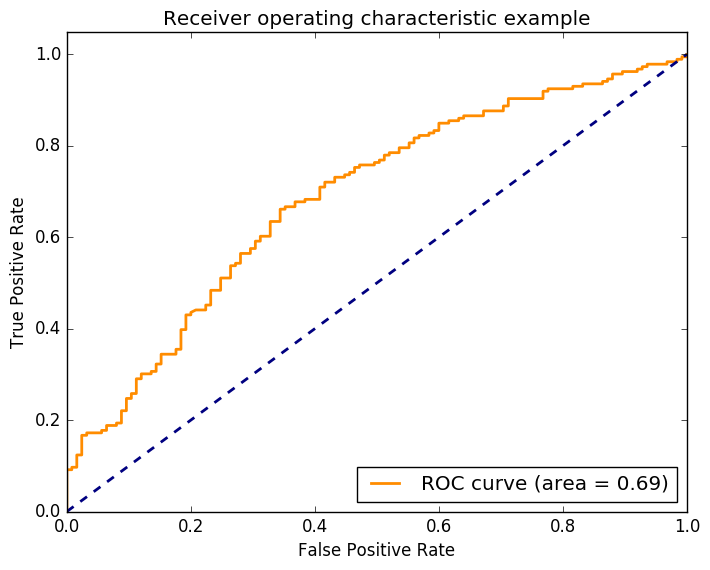 Receiver operating characteristic example
True Positive Rate
1.0
0.8
0.6
0.4
0.2
0.0
ROC curve (area = 0.69)
0.0 0.2 0.4 0.6 0.8 1.0
False Positive Rate